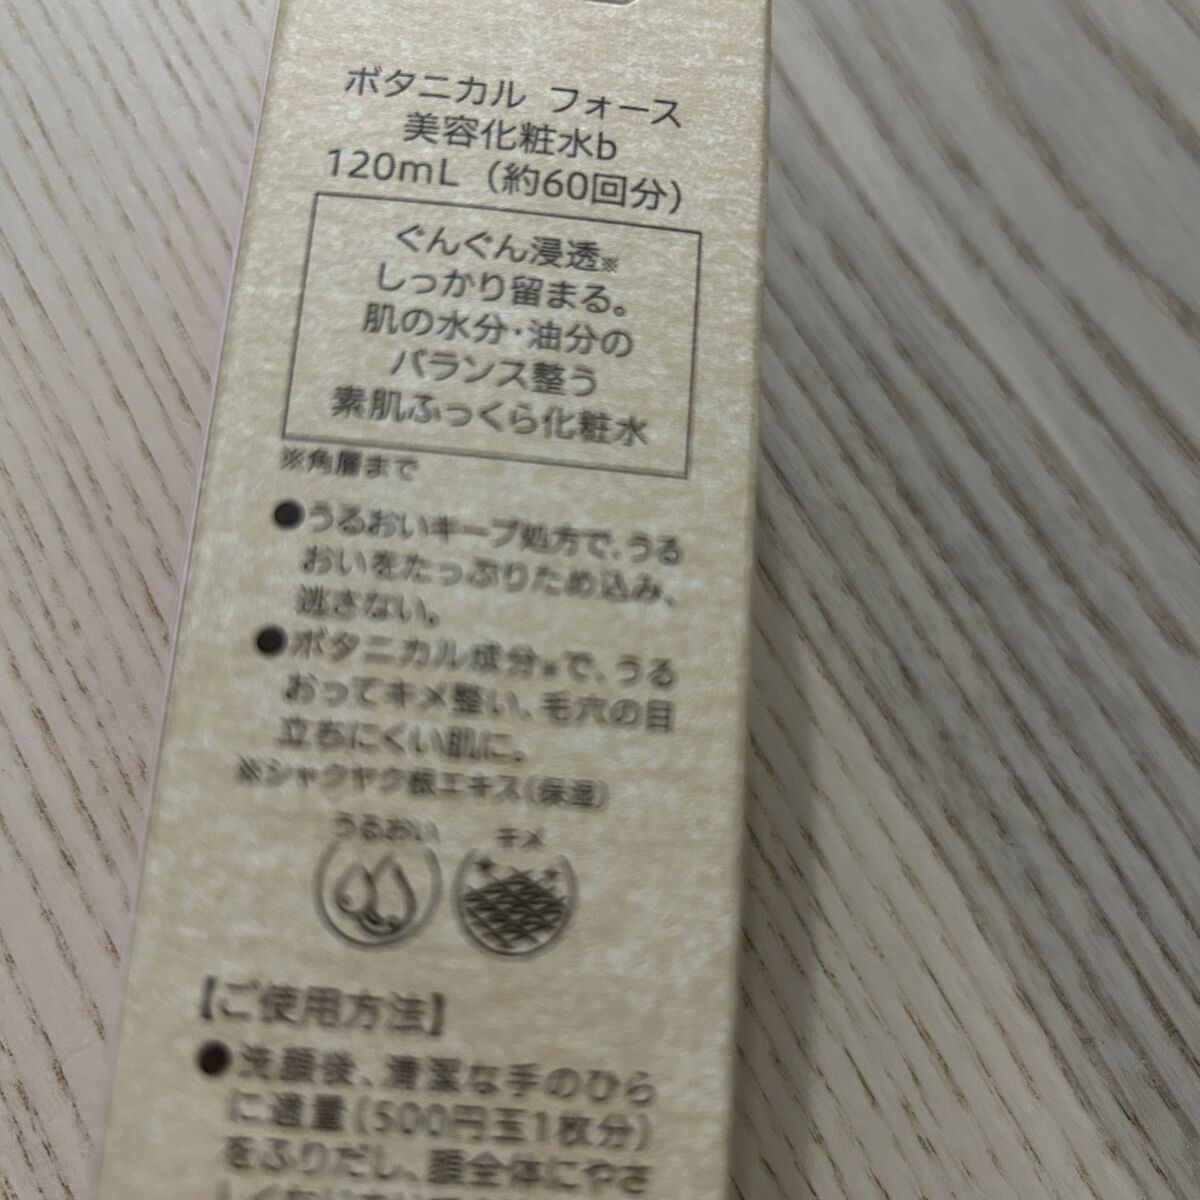 ボタニカル フォース
美容化粧水b
120mL（約60回分）
ぐんぐん浸透※
しっかり留まる。
肌の水分･油分の
バランス整う
素肌ふっくら化粧水
※角層まで
●うるおいキープ処方で、うる
おいをたっぷりため込み、
逃さない。
●ボタニカル成分※で、うる
おってキメ整い、毛穴の目
立ちにくい肌に。
※シャクヤク根エキス（保湿）
うるおい
キメ
【ご使用方法】
●洗顔後、清潔な手のひら
に適量（500円玉1枚分）
をふりだし、顔全体にやさ